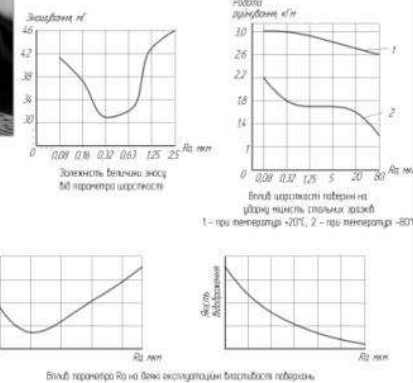 Зношування, мг
46
42
38
34
30
0 0,08 0,16 0,32 0,63 1,25 2,5
Ra, мкм
Залежність величини зносу
від параметра шорсткості
Робота
руйнування, кГм
3,0
2,6
2,2
1,8
1,4
1
1
2
0 0,08 0,32 1,25 5 20 80
Ra, мкм
Вплив шорсткості поверхні на
ударну міцність стальних зразків
1 – при температурі +20°С, 2 – при температурі -80°
Ra, мкм
Якість
відображення
Ra, мкм
Вплив параметра Ra на деякі експлуатаційні властивості поверхонь